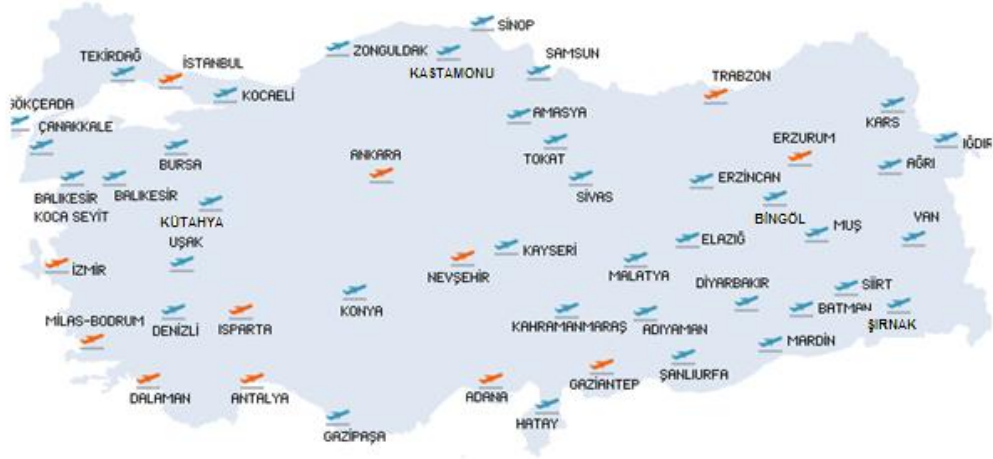 SİNOP
ZONGULDAK
KASTAMONU
SAMSUN
TEKİRDAĞ
İSTANBUL
TRABZON
KOCAELİ
GÖKÇEADA
ÇANAKKALE
AMASYA
KARS
BURSA
ANKARA
TOKAT
ERZURUM
IĞDIR
AĞRI
BALIKESİR
KOCA SEYİT
BALIKESİR
SİVAS
ERZİNCAN
BİNGÖL
KÜTAHYA
UŞAK
MUŞ
VAN
ELAZIĞ
KAYSERİ
İZMİR
NEVŞEHİR
MALATYA
DİYARBAKIR
SİİRT
MİLAS-BODRUM
DENİZLİ
ISPARTA
KONYA
KAHRAMANMARAŞ
ADIYAMAN
BATMAN
ŞIRNAK
MARDİN
DALAMAN
ANTALYA
ADANA
GAZİANTEP
ŞANLIURFA
GAZİPAŞA
HATAY